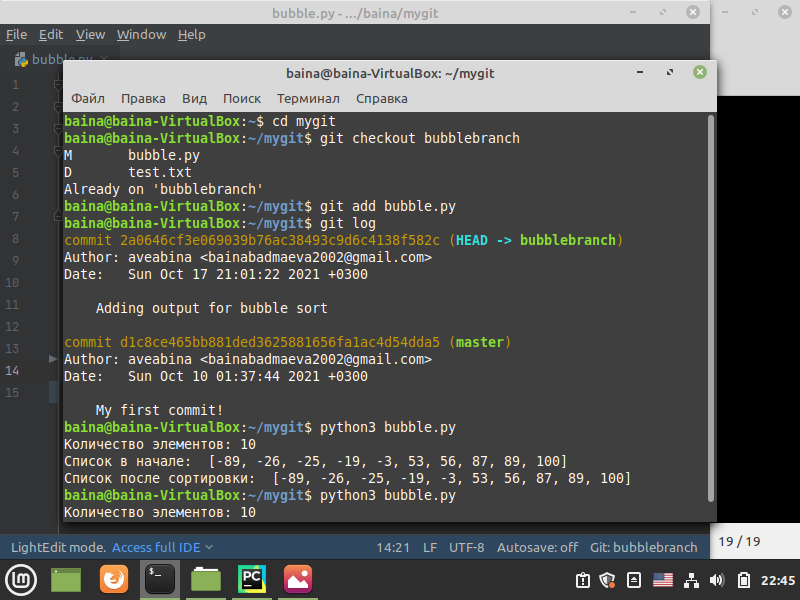 bubble.py - .../baina/mygit
File Edit View Window Help
bubble.py
baina@baina-VirtualBox: ~/mygit
Файл Правка Вид Поиск Терминал Справка
baina@baina-VirtualBox:~$ cd mygit
baina@baina-VirtualBox:~/mygit$ git checkout bubblebranch
M       bubble.py
D       test.txt
Already on 'bubblebranch'
baina@baina-VirtualBox:~/mygit$ git add bubble.py
baina@baina-VirtualBox:~/mygit$ git log
commit 2a0646cf3e069039b76ac38493c9d6c4138f582c (HEAD -> bubblebranch)
Author: aveabina <bainabadmaeva2002@gmail.com>
Date:   Sun Oct 17 21:01:22 2021 +0300
    Adding output for bubble sort
commit d1c8ce465bb881ded3625881656fa1ac4d54dda5 (master)
Author: aveabina <bainabadmaeva2002@gmail.com>
Date:   Sun Oct 10 01:37:44 2021 +0300
    My first commit!
baina@baina-VirtualBox:~/mygit$ python3 bubble.py
Количество элементов: 10
Список в начале:  [-89, -26, -25, -19, -3, 53, 56, 87, 89, 100]
Список после сортировки:  [-89, -26, -25, -19, -3, 53, 56, 87, 89, 100]
baina@baina-VirtualBox:~/mygit$ python3 bubble.py
Количество элементов: 10
1
2
3
4
5
6
7
8
9
10
11
12
13
14
15
LightEdit mode. Access full IDE 14:21 LF UTF-8 Autosave: off Git: bubblebranch
19 / 19
PC
22:45